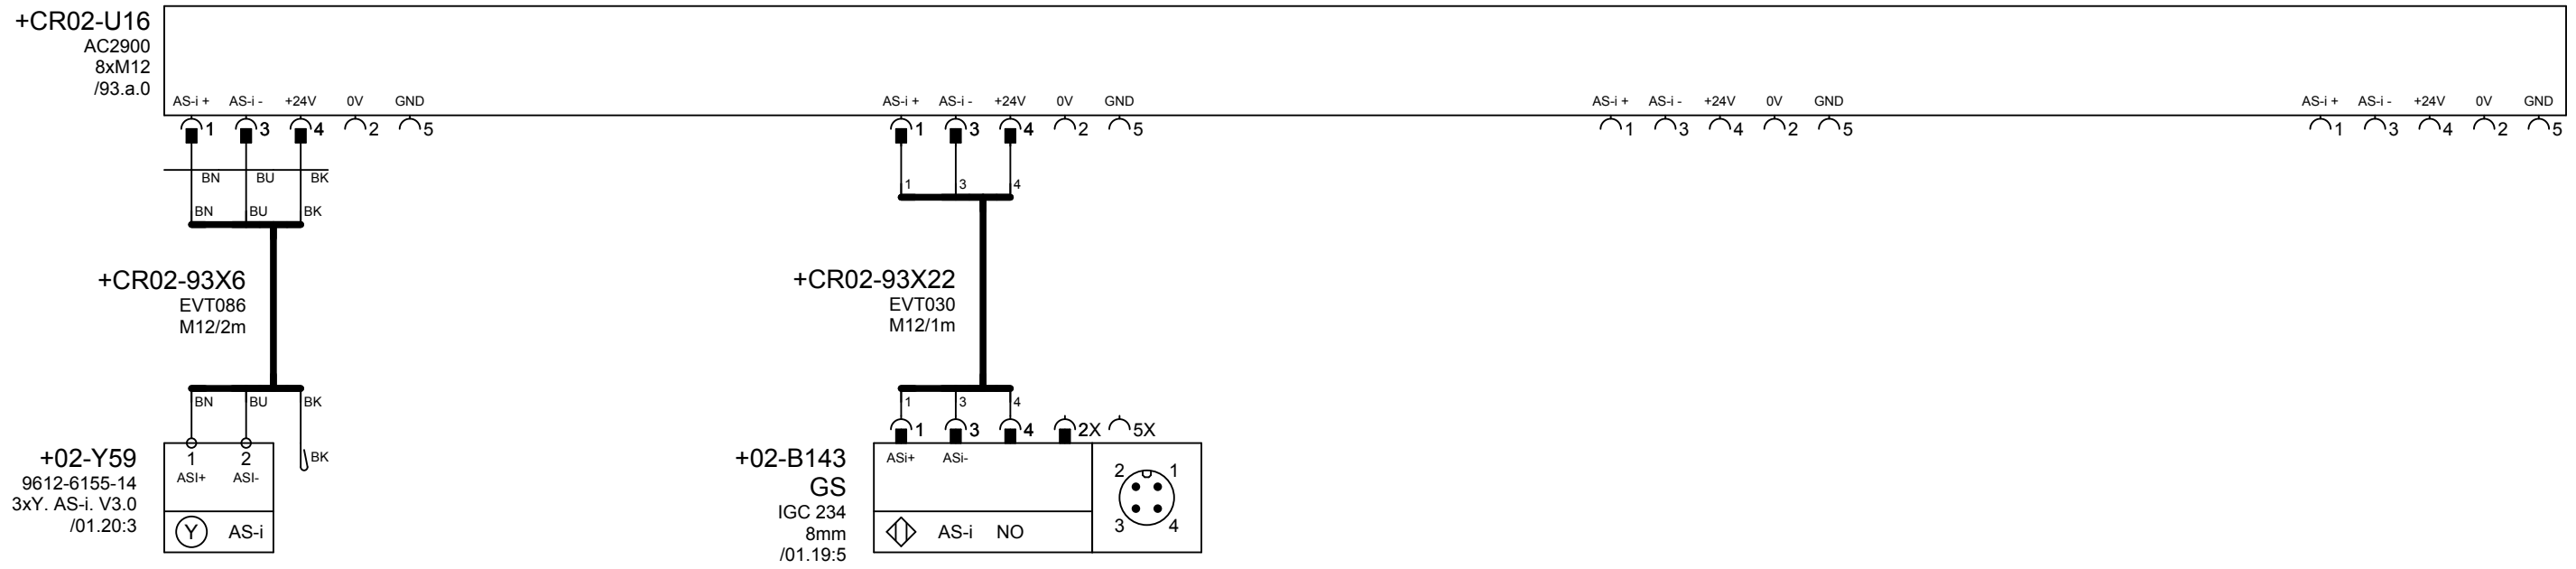 +CR02-U16
AC2900
8xM12
/93.a.0
AS-i + AS-i - +24V 0V GND AS-i + AS-i - +24V 0V GND AS-i + AS-i - +24V 0V GND AS-i + AS-i - +24V 0V GND
1 3 4 2 5 1 3 4 2 5 1 3 4 2 5 1 3 4 2 5
BN BU BK
1 3 4
BN BU BK
+CR02-93X6
EVT086
M12/2m
+CR02-93X22
EVT030
M12/1m
BN BU BK
1 3 4
1 3 4 2X 5X
+02-Y59
9612-6155-14
3xY. AS-i. V3.0
/01.20:3
1 2
ASI+ ASI-
BK
Y AS-i
+02-B143
GS
IGC 234
8mm
/01.19:5
ASi+ ASi-
AS-i NO
2 1
3 4